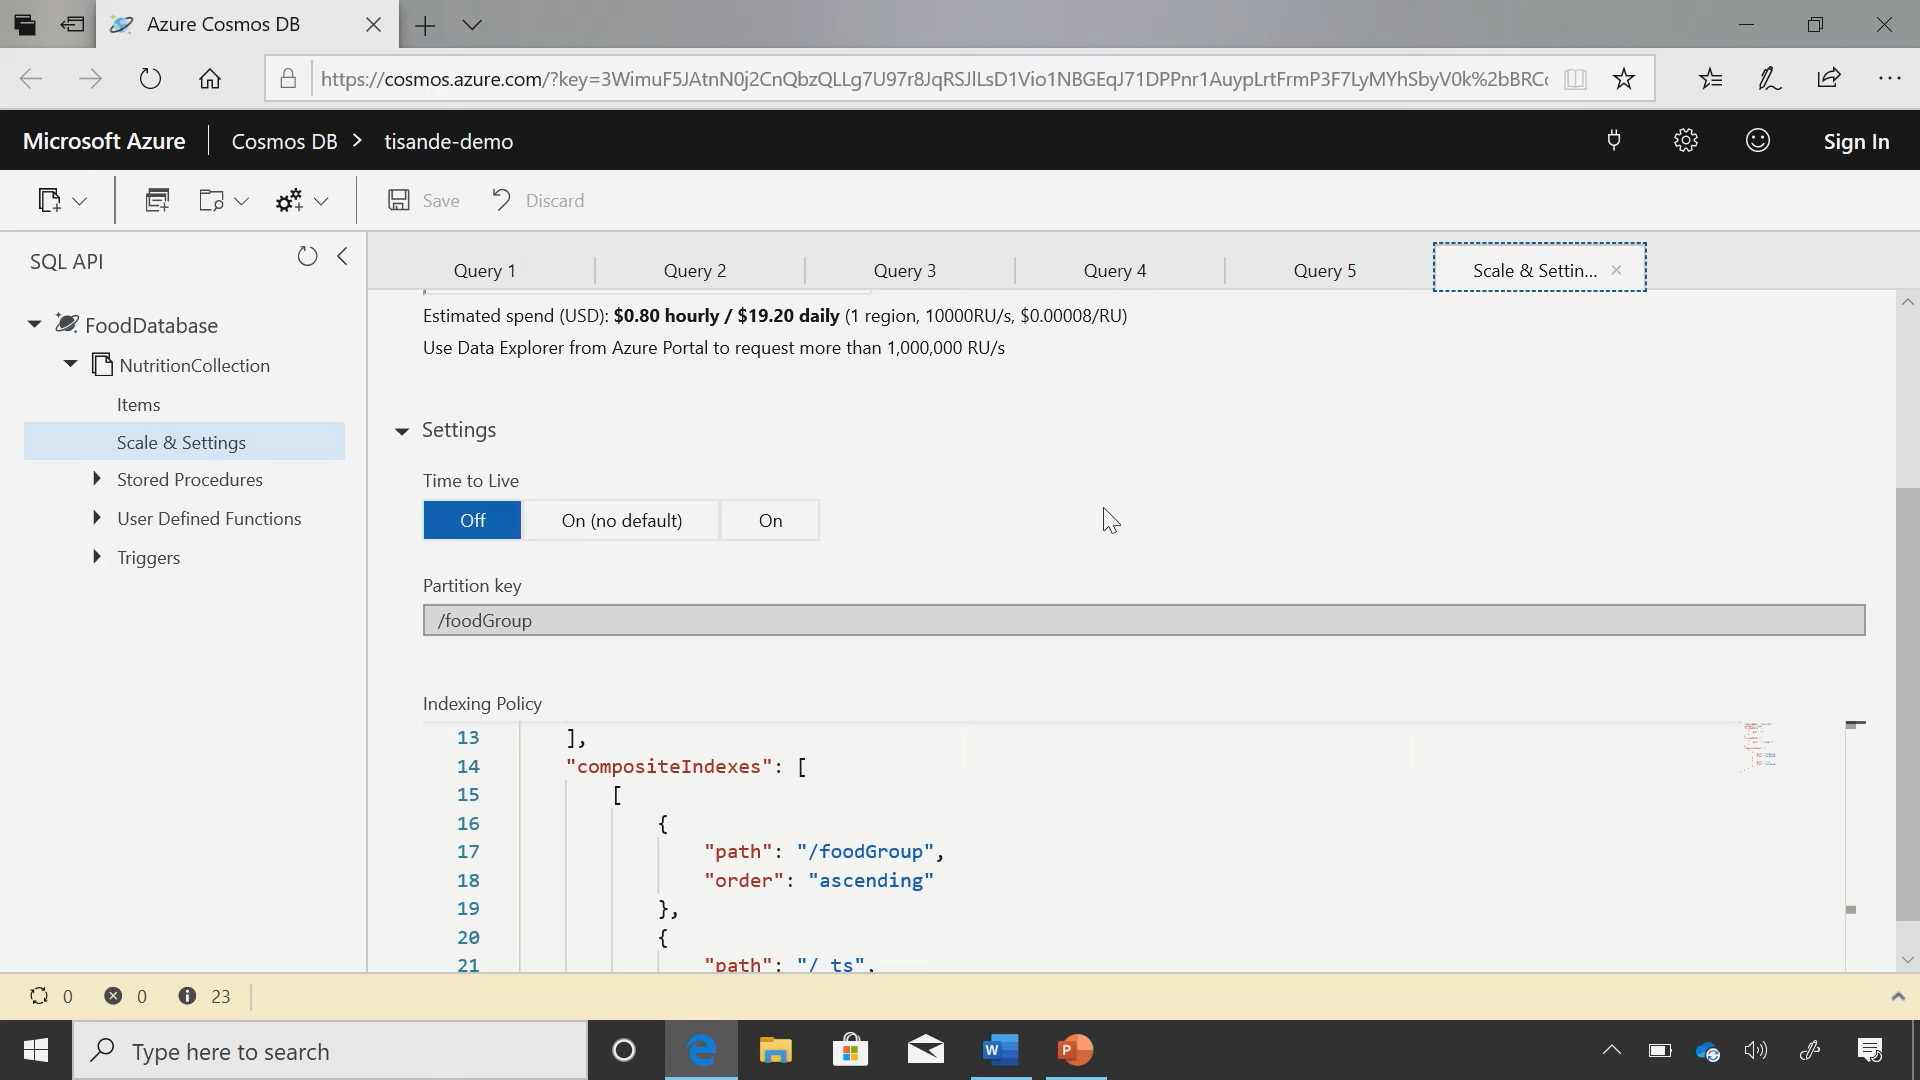 Azure Cosmos DB
https://cosmos.azure.com/?key=3WimuF5JAtnN0j2CnQbzQLLg7U97r8JqRSJlLsD1Vio1NBGEqJ71DPPnr1AuypLrtFrmP3F7LyMYhSbyV0k%2bBRC
Microsoft Azure
Cosmos DB > tisande-demo
Sign In
Save
Discard
SQL API
Query 1
Query 2
Query 3
Query 4
Query 5
Scale & Settin...
FoodDatabase
NutritionCollection
Items
Scale & Settings
Stored Procedures
User Defined Functions
Triggers
Estimated spend (USD): $0.80 hourly / $19.20 daily (1 region, 10000RU/s, $0.00008/RU)
Use Data Explorer from Azure Portal to request more than 1,000,000 RU/s
Settings
Time to Live
Off
On (no default)
On
Partition key
/foodGroup
Indexing Policy
13 ],
14 "compositeIndexes": [
15 [
16 {
17 "path": "/foodGroup",
18 "order": "ascending"
19 },
20 {
21 "path": "/_ts",
0
0
23
Type here to search